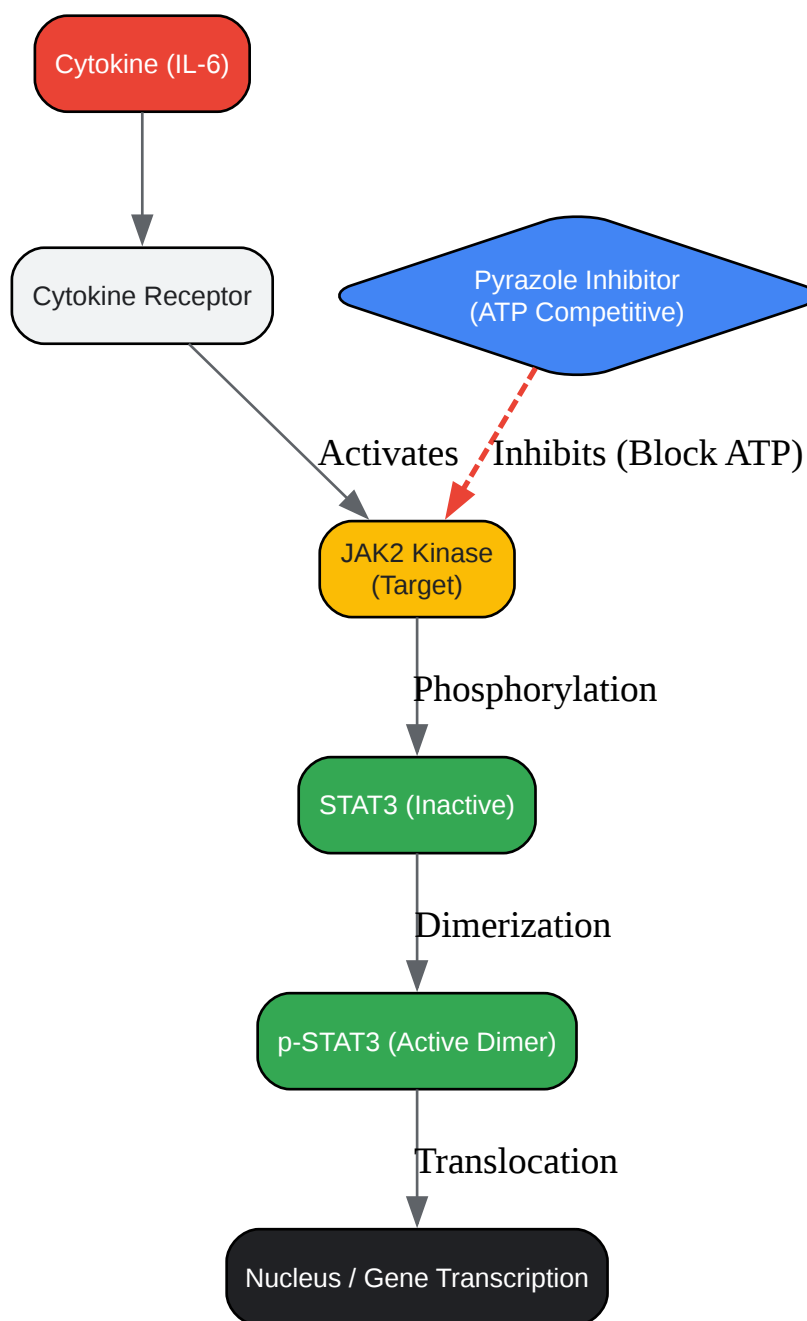 Cytokine (IL-6)
Cytokine Receptor
Pyrazole Inhibitor
(ATP Competitive)
Activates
Inhibits (Block ATP)
JAK2 Kinase
(Target)
Phosphorylation
STAT3 (Inactive)
Dimerization
p-STAT3 (Active Dimer)
Translocation
Nucleus / Gene Transcription